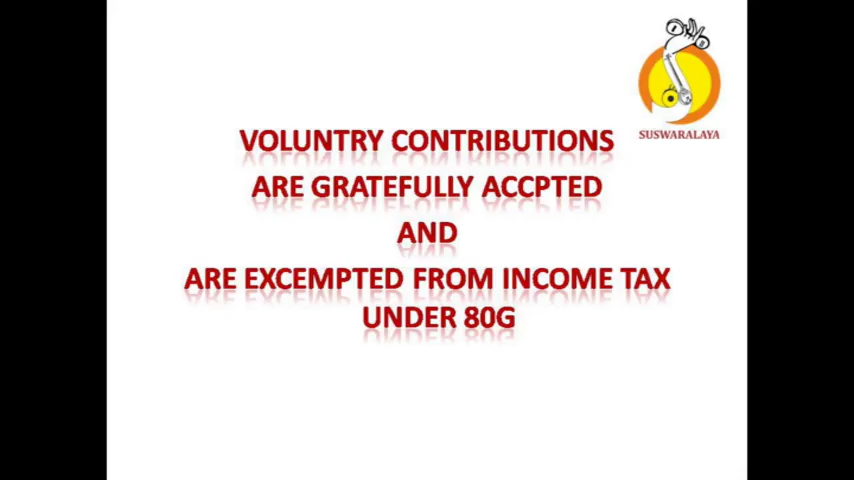 SUSWARALAYA
VOLUNTRY CONTRIBUTIONS
ARE GRATEFULLY ACCPTED
AND
ARE EXCEMPTED FROM INCOME TAX
UNDER 80G